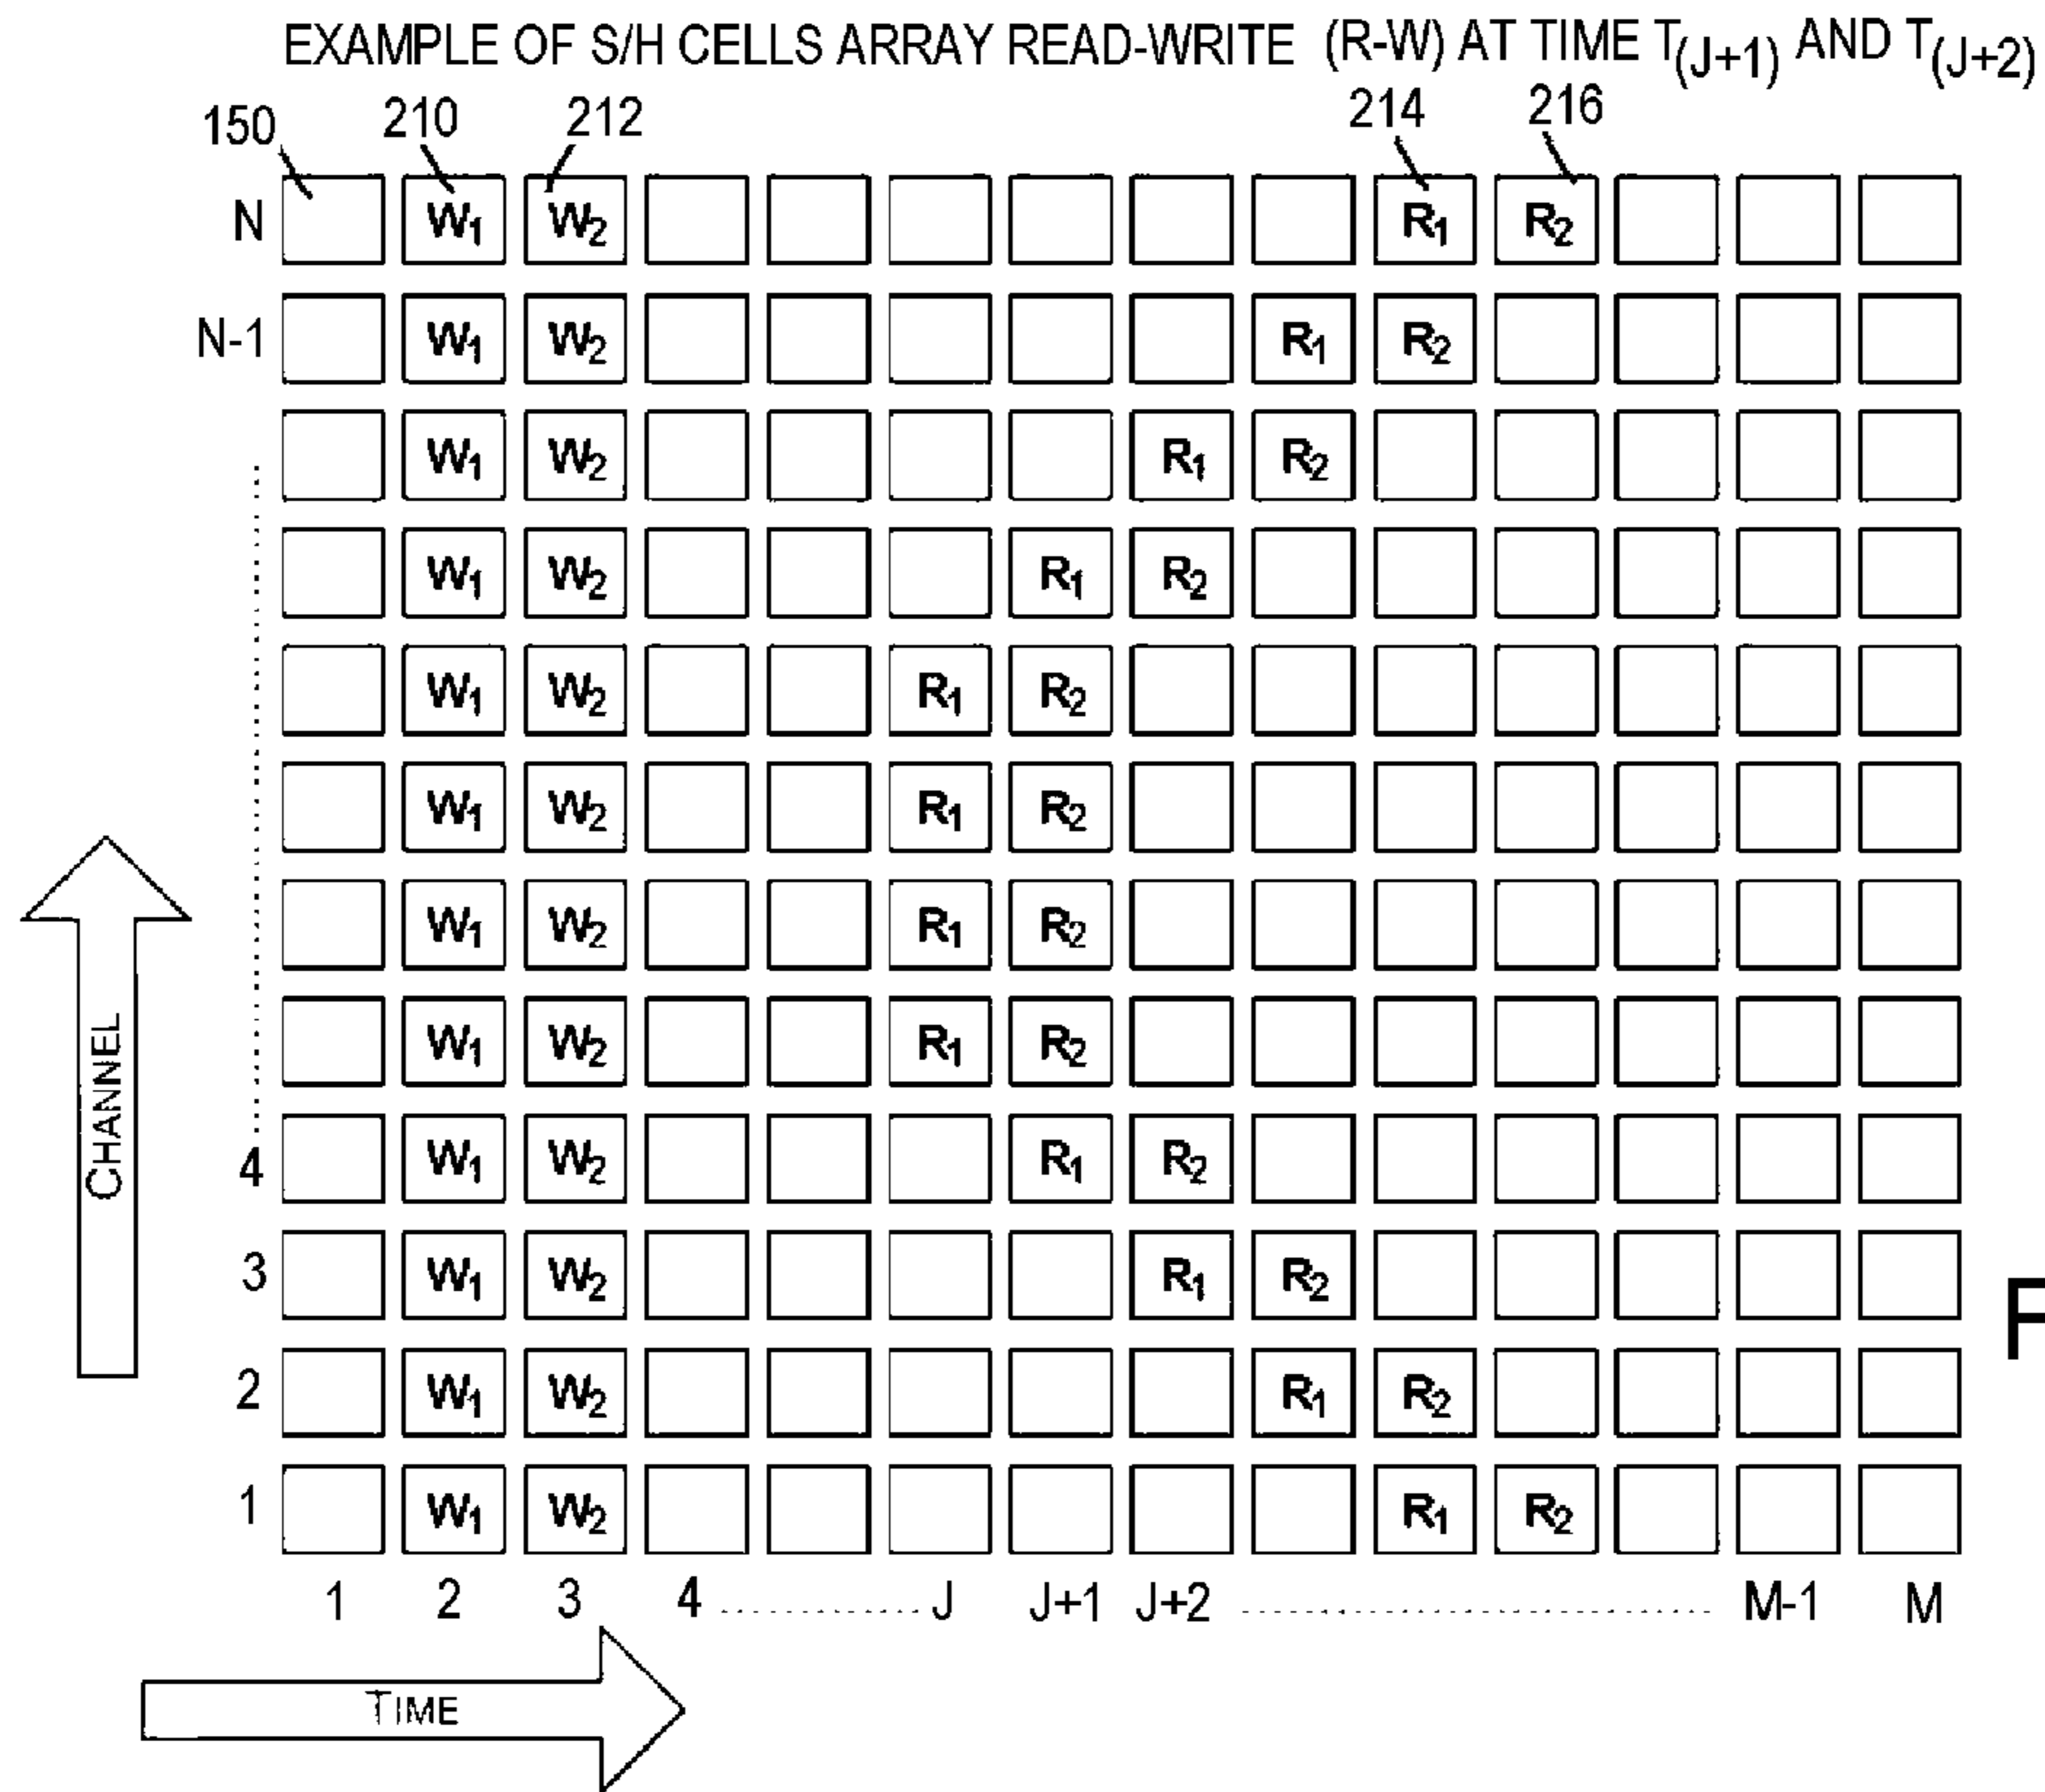 EXAMPLE OF S/H CELLS ARRAY READ-WRITE (R-W) AT TIME T(J+1) AND T(J+2)
150 210 212 214 216
N W1 W2 R1 R2
N-1 W1 W2 R1 R2
W1 W2 R1 R2
W1 W2 R1 R2
W1 W2 R1 R2
W1 W2 R1 R2
W1 W2 R1 R2
W1 W2 R1 R2
4 W1 W2 R1 R2
3 W1 W2 R1 R2
2 W1 W2 R1 R2
1 W1 W2 R1 R2
1 2 3 4 J J+1 J+2 M-1 M
CHANNEL
TIME
F